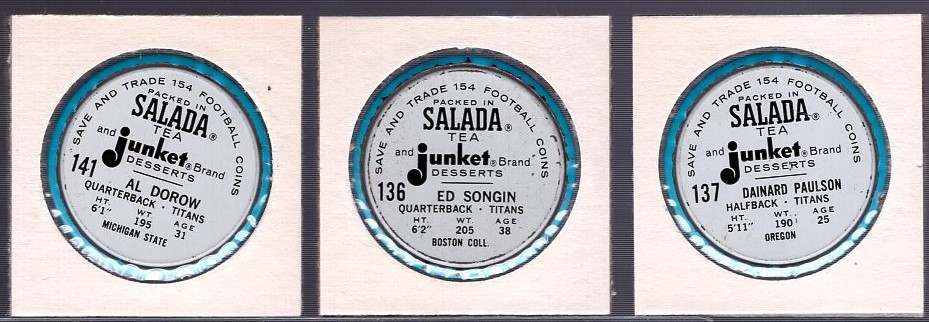 SAVE AND TRADE 154 FOOTBALL COINS
PACKED IN
SALADA®
TEA
and junket® Brand
DESSERTS
141
AL DOROW
QUARTERBACK · TITANS
HT. WT. AGE
6'1" 195 31
MICHIGAN STATE
SAVE AND TRADE 154 FOOTBALL COINS
PACKED IN
SALADA®
TEA
and junket® Brand
DESSERTS
136
ED SONGIN
QUARTERBACK · TITANS
HT. WT. AGE
6'2" 205 38
BOSTON COLL.
SAVE AND TRADE 154 FOOTBALL COINS
PACKED IN
SALADA®
TEA
and junket® Brand
DESSERTS
137
DAINARD PAULSON
HALFBACK · TITANS
HT. WT. AGE
5'11" 190 25
OREGON